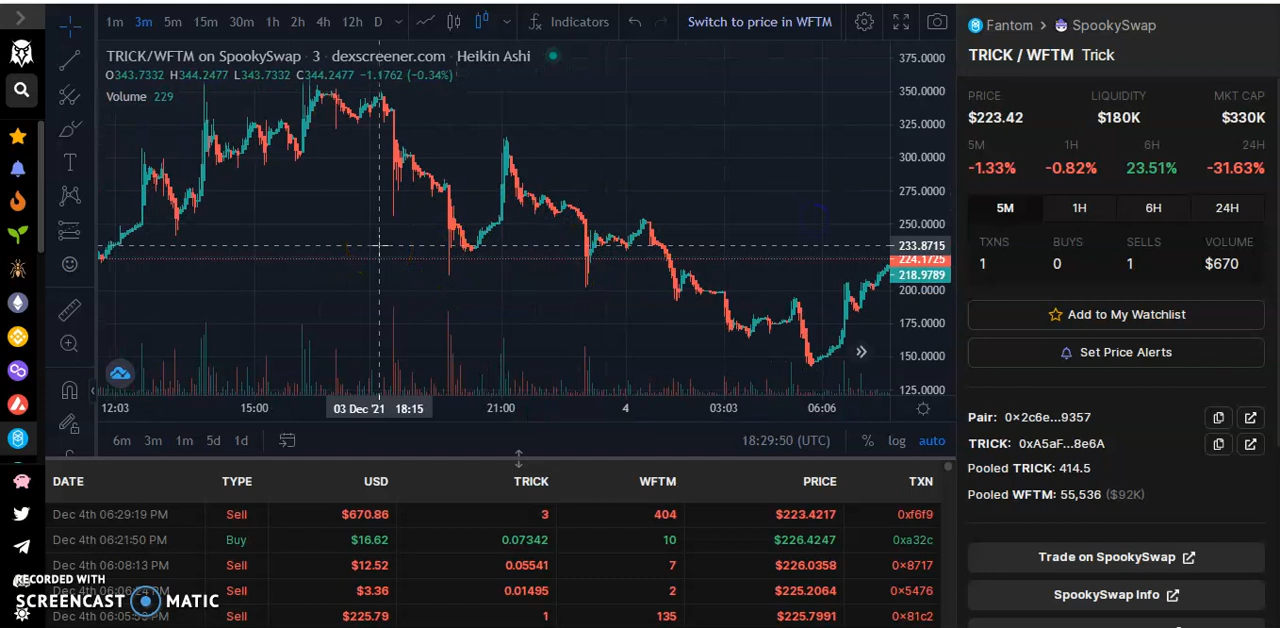 1m 3m 5m 15m 30m 1h 2h 4h 12h D Indicators Switch to price in WFTM
TRICK/WFTM on SpookySwap · 3 · dexscreener.com · Heikin Ashi
O343.7332 H344.2477 L343.7332 C344.2477 -1.1762 (-0.34%)
Volume 229
375.0000
350.0000
325.0000
300.0000
275.0000
250.0000
233.8715
224.1725
218.9789
200.0000
175.0000
150.0000
125.0000
12:03 15:00 03 Dec '21 18:15 21:00 4 03:03 06:06
6m 3m 1m 5d 1d 18:29:50 (UTC) % log auto
DATE TYPE USD TRICK WFTM PRICE TXN
Dec 4th 06:29:19 PM Sell $670.86 3 404 $223.4217 0xf6f9
Dec 4th 06:21:50 PM Buy $16.62 0.07342 10 $226.4247 0xa32c
Dec 4th 06:08:13 PM Sell $12.52 0.05541 7 $226.0358 0x8717
Sell $3.36 0.01495 2 $225.2064 0x5476
Sell $225.79 1 135 $225.7991 0x81c2
RECORDED WITH
SCREENCAST MATIC
Fantom > SpookySwap
TRICK / WFTM Trick
PRICE LIQUIDITY MKT CAP
$223.42 $180K $330K
5M 1H 6H 24H
-1.33% -0.82% 23.51% -31.63%
5M 1H 6H 24H
TXNS BUYS SELLS VOLUME
1 0 1 $670
Add to My Watchlist
Set Price Alerts
Pair: 0x2c6e...9357
TRICK: 0xA5aF...8e6A
Pooled TRICK: 414.5
Pooled WFTM: 55,536 ($92K)
Trade on SpookySwap
SpookySwap Info